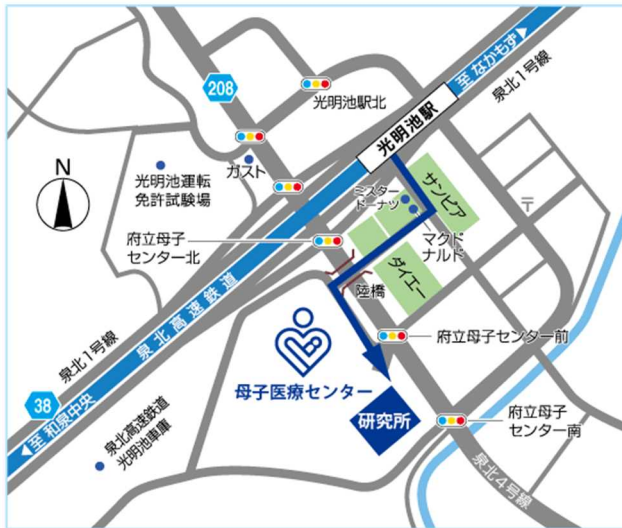 208
光明池駅北
至 なかもず
泉北1号線
光明池駅
N
光明池運転
免許試験場
ガスト
ミスター
ドーナツ
サンピア
〒
マクド
ナルド
府立母子
センター北
ダイエー
陸橋
泉北1号線
泉北高速鉄道
府立母子センター前
母子医療センター
38
至 和泉中央
研究所
府立母子
センター南
泉北高速鉄道
光明池車庫
泉北4号線